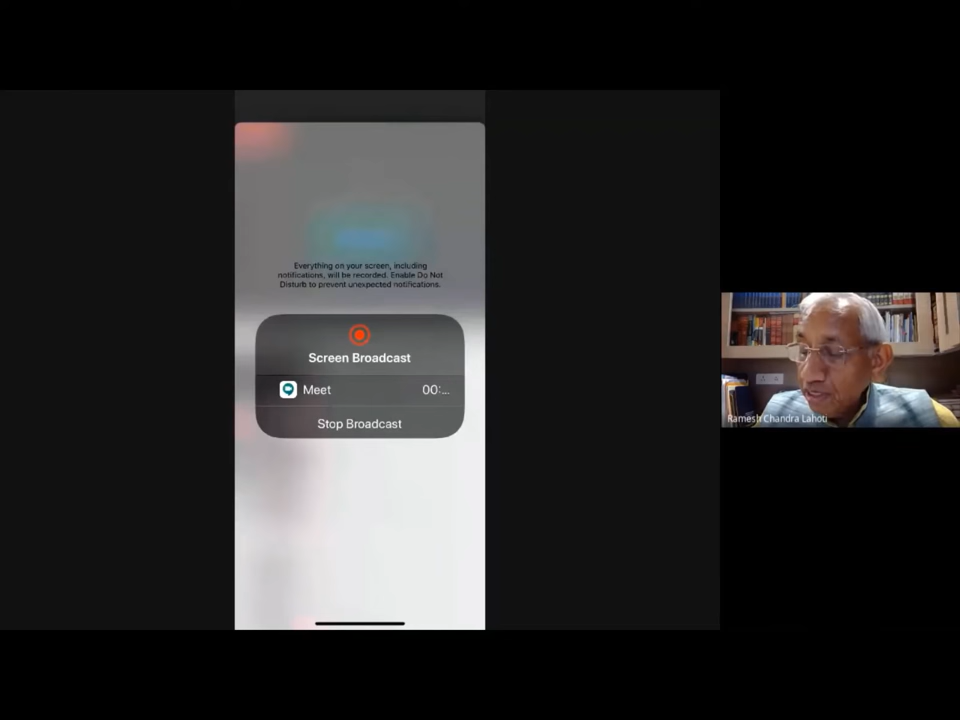 Everything on your screen, including
notifications, will be recorded. Enable Do Not
Disturb to prevent unexpected notifications.
Screen Broadcast
Meet 00:...
Stop Broadcast
Ramesh Chandra Lahoti